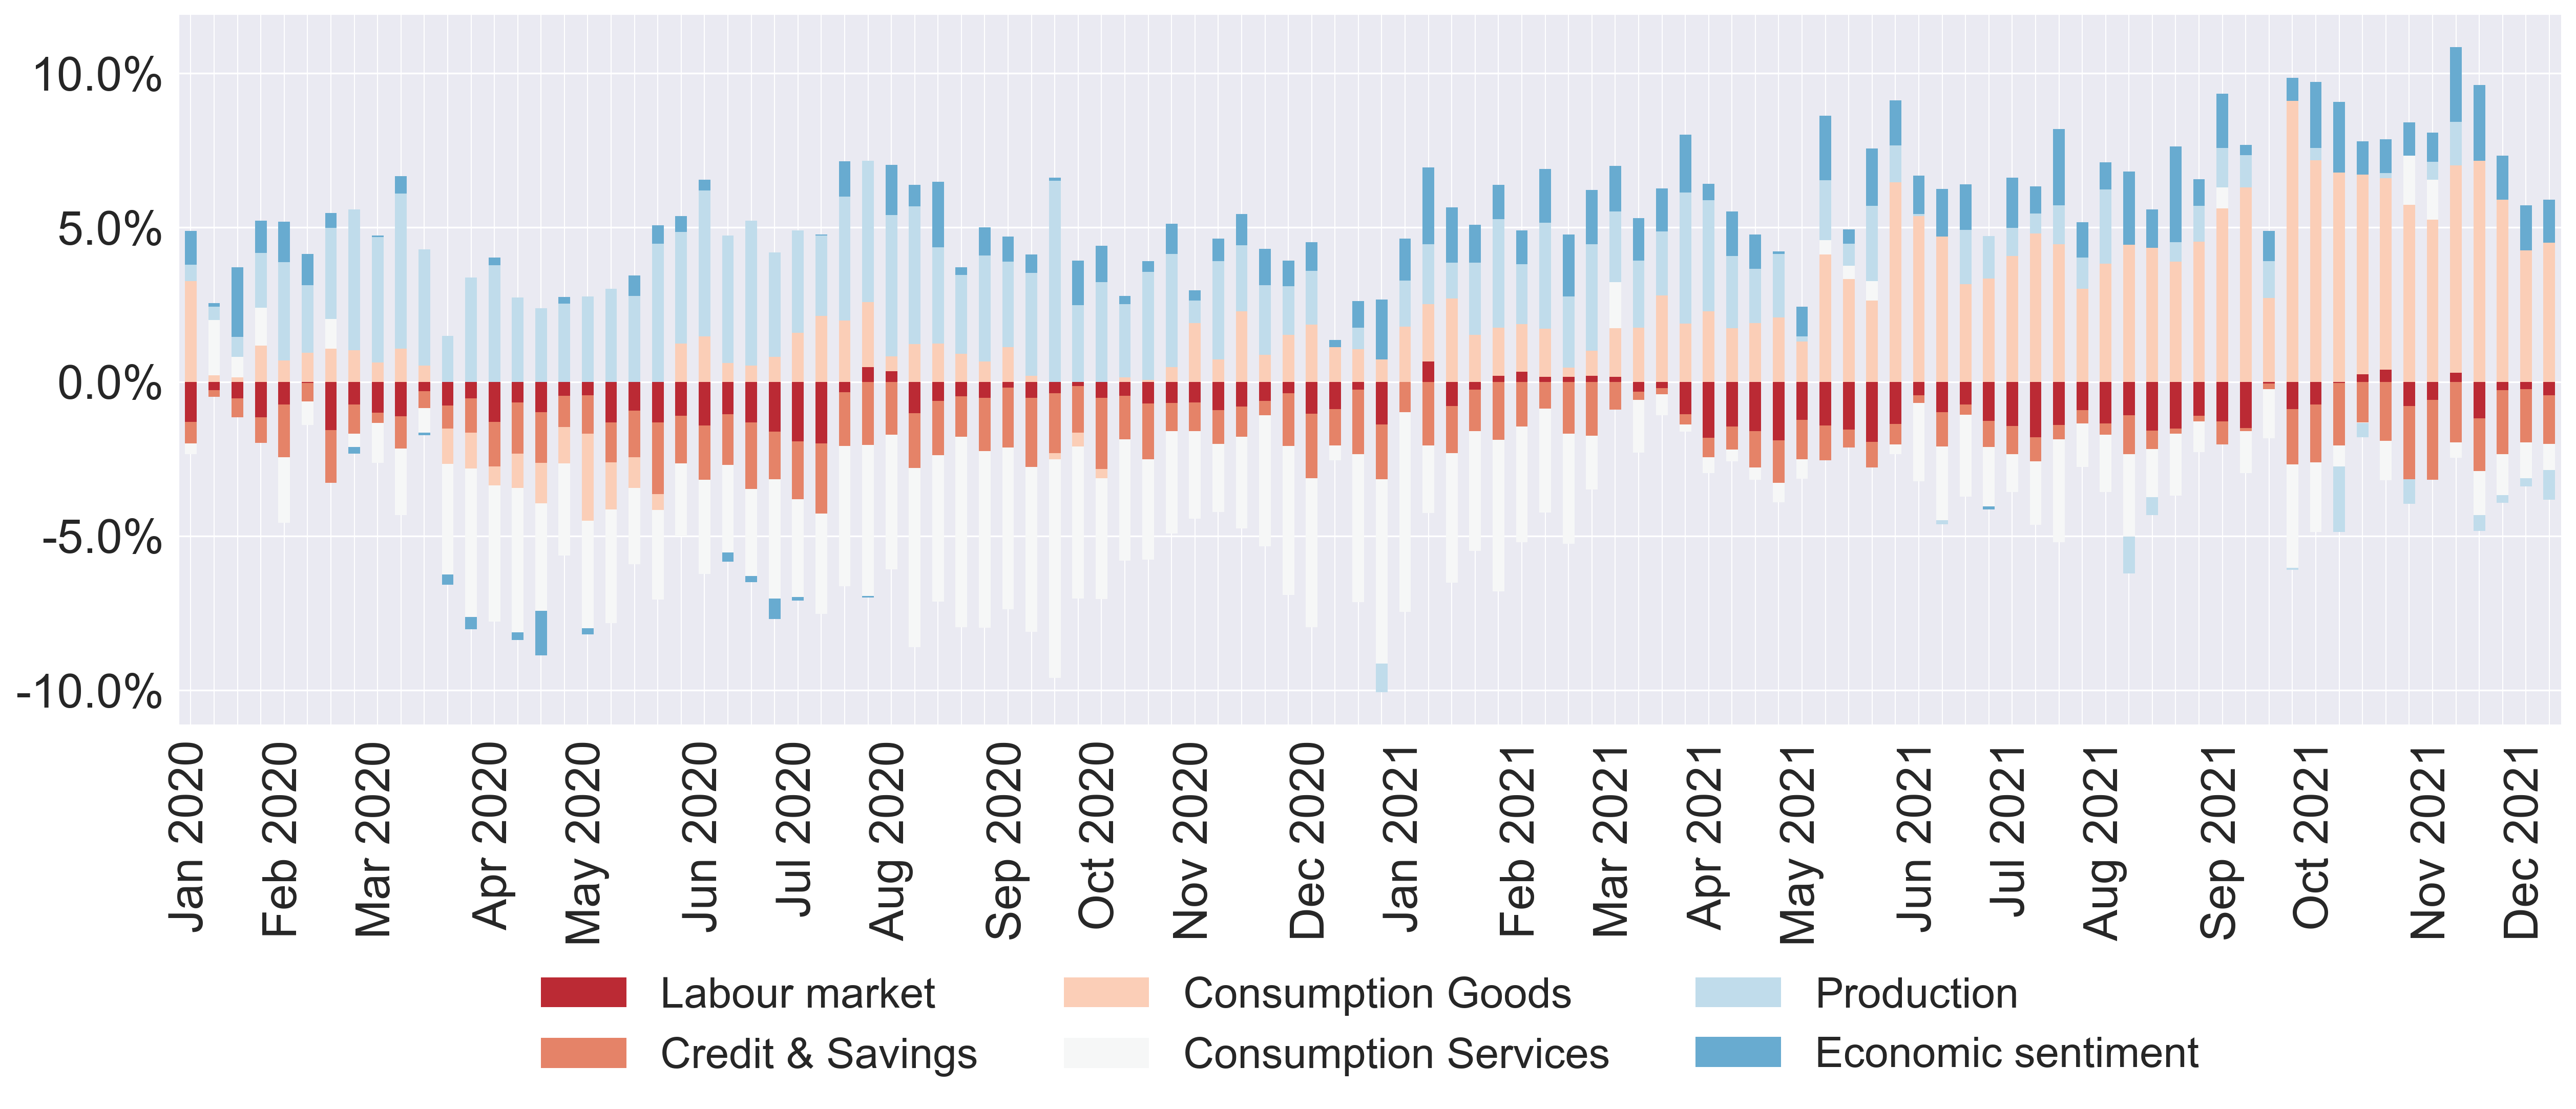 10.0%
5.0%
0.0%
-5.0%
-10.0%
Jan 2020
Feb 2020
Mar 2020
Apr 2020
May 2020
Jun 2020
Jul 2020
Aug 2020
Sep 2020
Oct 2020
Nov 2020
Dec 2020
Jan 2021
Feb 2021
Mar 2021
Apr 2021
May 2021
Jun 2021
Jul 2021
Aug 2021
Sep 2021
Oct 2021
Nov 2021
Dec 2021
Labour market
Consumption Goods
Production
Credit & Savings
Consumption Services
Economic sentiment